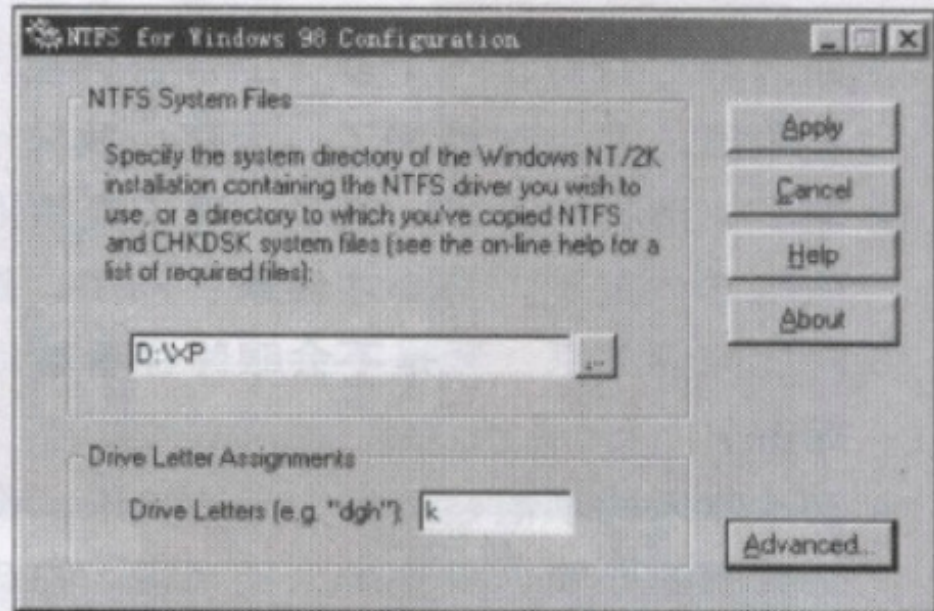 NTFS for Windows 98 Configuration
NTFS System Files
Specify the system directory of the Windows NT/2K
installation containing the NTFS driver you wish to
use, or a directory to which you've copied NTFS
and CHKDSK system files (see the on-line help for a
list of required files):
D:\XP
...
Drive Letter Assignments
Drive Letters (e.g. "dgh"):
k
Apply
Cancel
Help
About
Advanced...